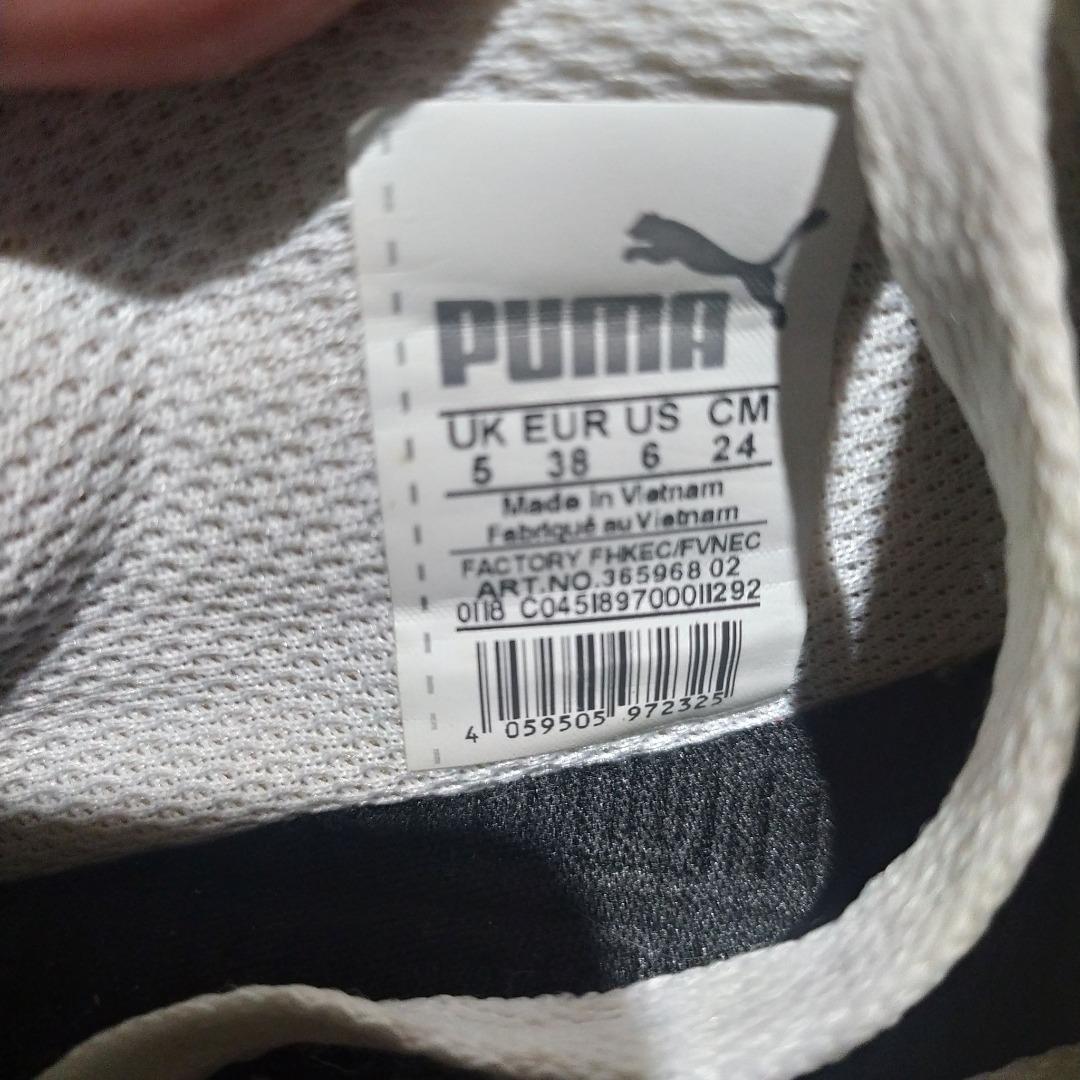 PUMA
UK EUR US CM
5 38 6 24
Made in Vietnam
Fabriqué au Vietnam
FACTORY FHKEC/FVNEC
ART.NO.365968 02
0118 C045189700011292
4 059505 972325